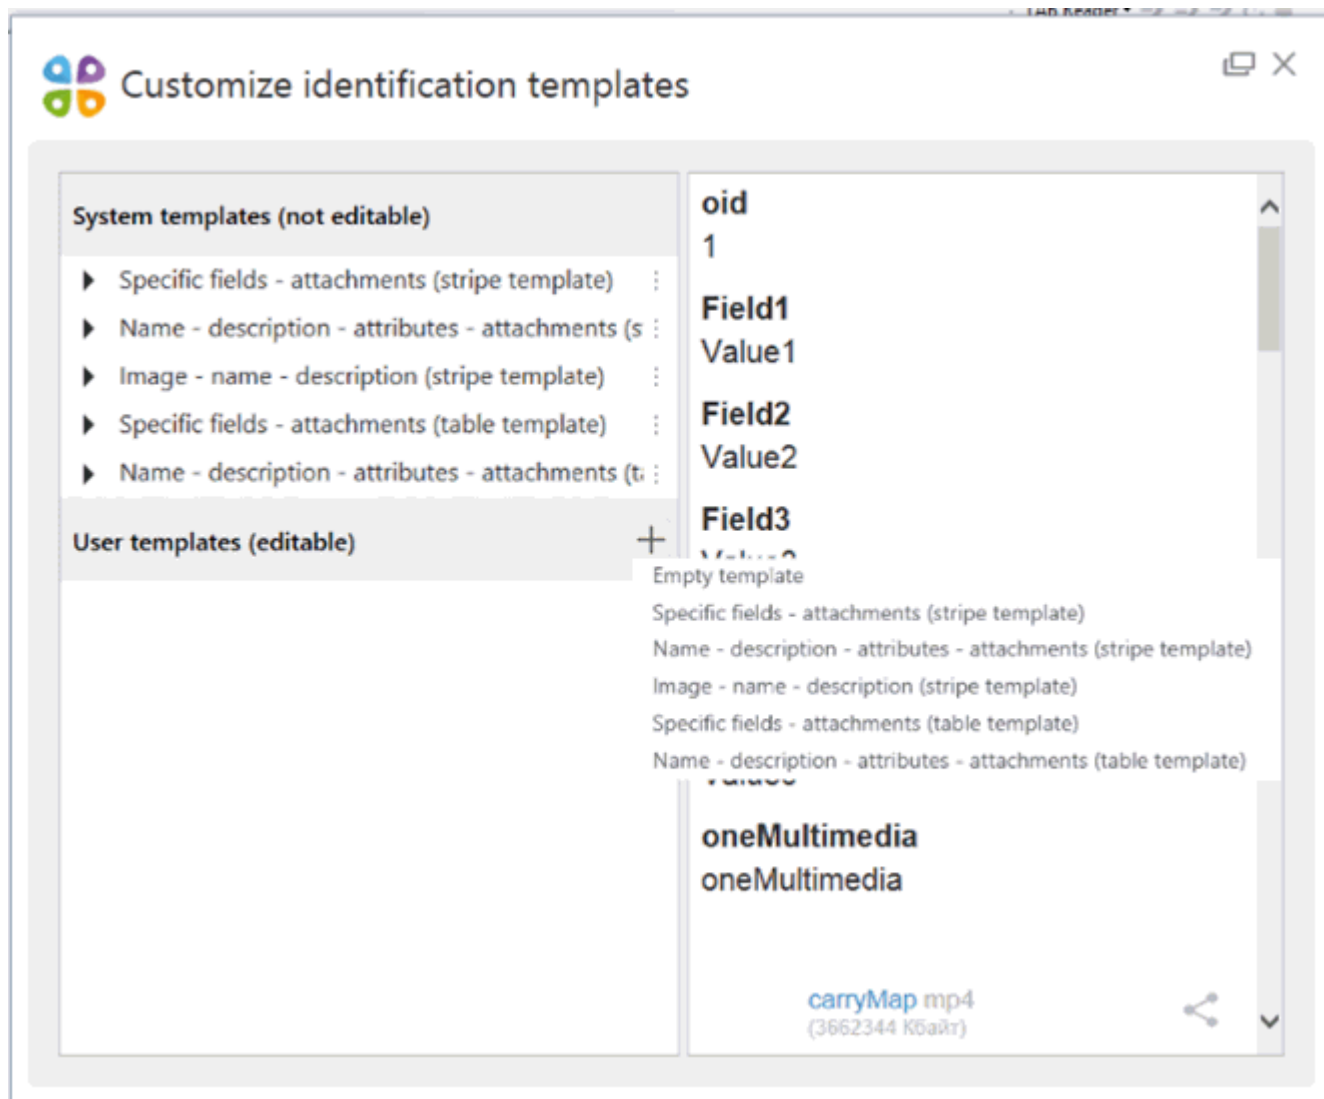 TAB Reader
Customize identification templates
System templates (not editable)
Specific fields - attachments (stripe template)
Name - description - attributes - attachments (s
Image - name - description (stripe template)
Specific fields - attachments (table template)
Name - description - attributes - attachments (t
User templates (editable)
oid
1
Field1
Value1
Field2
Value2
Field3
Empty template
Specific fields - attachments (stripe template)
Name - description - attributes - attachments (stripe template)
Image - name - description (stripe template)
Specific fields - attachments (table template)
Name - description - attributes - attachments (table template)
oneMultimedia
oneMultimedia
carryMap mp4
(3662344 Кбайт)